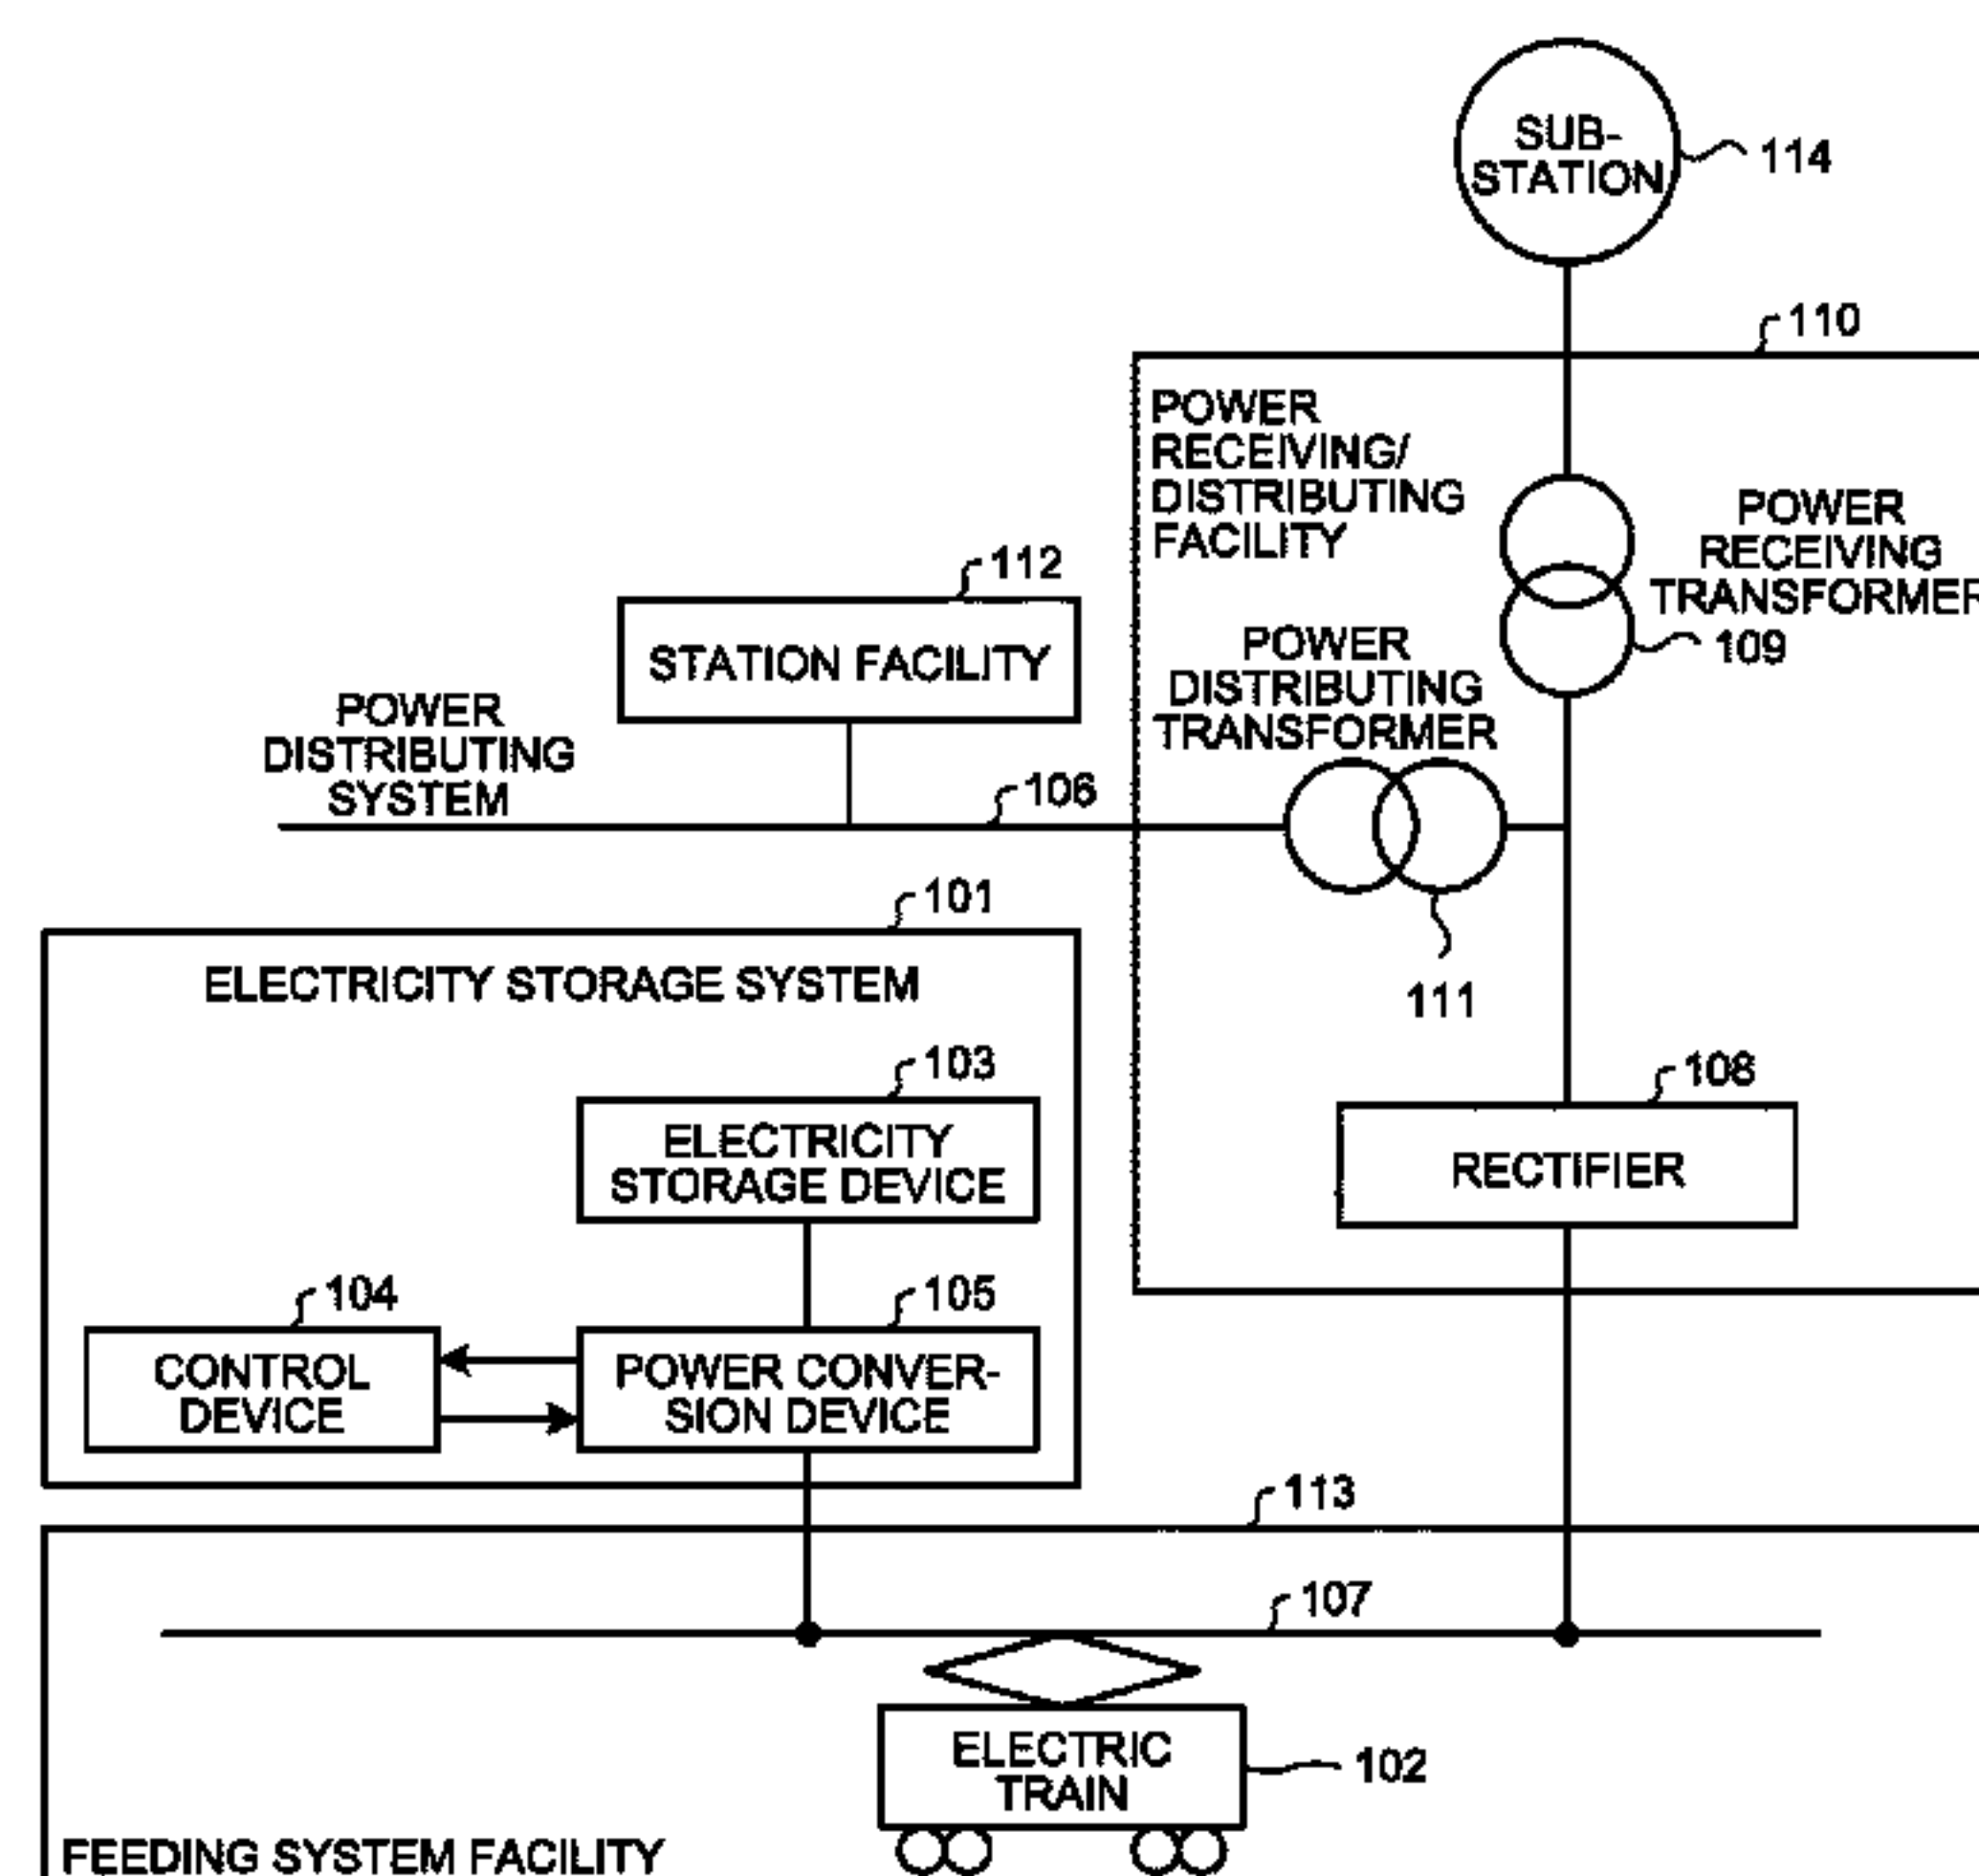 SUB-
STATION
114
110
POWER
RECEIVING/
DISTRIBUTING
FACILITY
POWER
RECEIVING
TRANSFORMER
109
112
STATION FACILITY
POWER
DISTRIBUTING
TRANSFORMER
POWER
DISTRIBUTING
SYSTEM
106
111
101
ELECTRICITY STORAGE SYSTEM
103
ELECTRICITY
STORAGE DEVICE
108
RECTIFIER
104
CONTROL
DEVICE
105
POWER CONVER-
SION DEVICE
113
107
ELECTRIC
TRAIN
102
FEEDING SYSTEM FACILITY